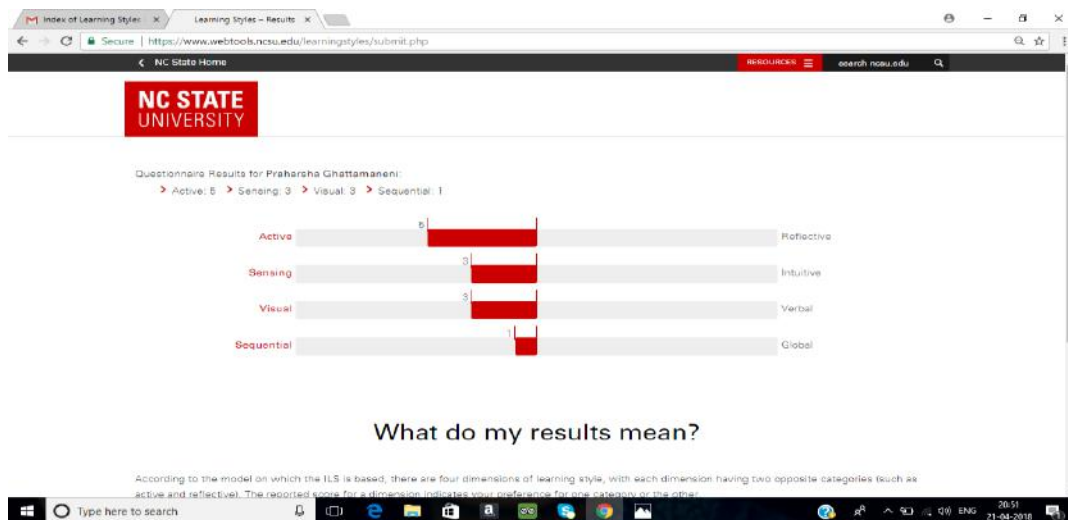 Index of Learning Styles
Learning Styles – Results
Secure | https://www.webtools.ncsu.edu/learningstyles/submit.php
NC State Home
RESOURCES
search ncsu.edu
NC STATE
UNIVERSITY
Questionnaire Results for Praharsha Ghattamaneni:
Active: 5 Sensing: 3 Visual: 3 Sequential: 1
5
Active Reflective
3
Sensing Intuitive
3
Visual Verbal
1
Sequential Global
What do my results mean?
According to the model on which the ILS is based, there are four dimensions of learning style, with each dimension having two opposite categories (such as
active and reflective). The reported score for a dimension indicates your preference for one category or the other.
Type here to search
ENG
20:51
21-04-2018